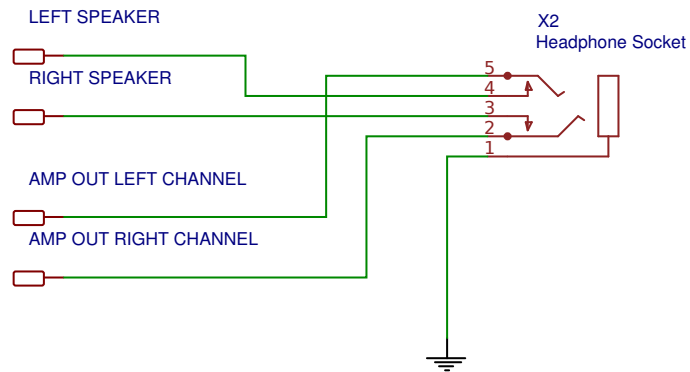 LEFT SPEAKER
X2
Headphone Socket
RIGHT SPEAKER
5
4
3
2
1
AMP OUT LEFT CHANNEL
AMP OUT RIGHT CHANNEL